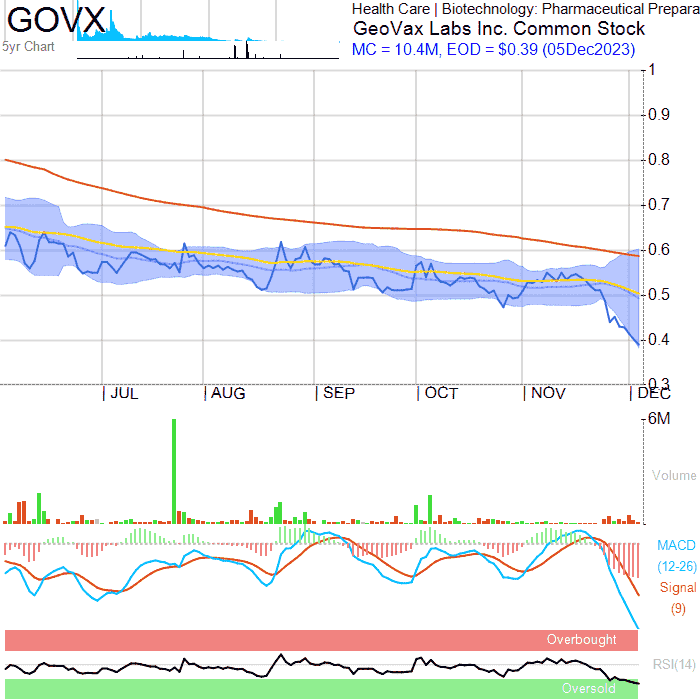 GOVX
5yr Chart
Health Care | Biotechnology: Pharmaceutical Prepara
GeoVax Labs Inc. Common Stock
MC = 10.4M, EOD = $0.39 (05Dec2023)
1
0.9
0.8
0.7
0.6
0.5
0.4
0.3
JUL AUG SEP OCT NOV DEC
6M
Volume
MACD
(12-26)
Signal
(9)
Overbought
RSI(14)
Oversold